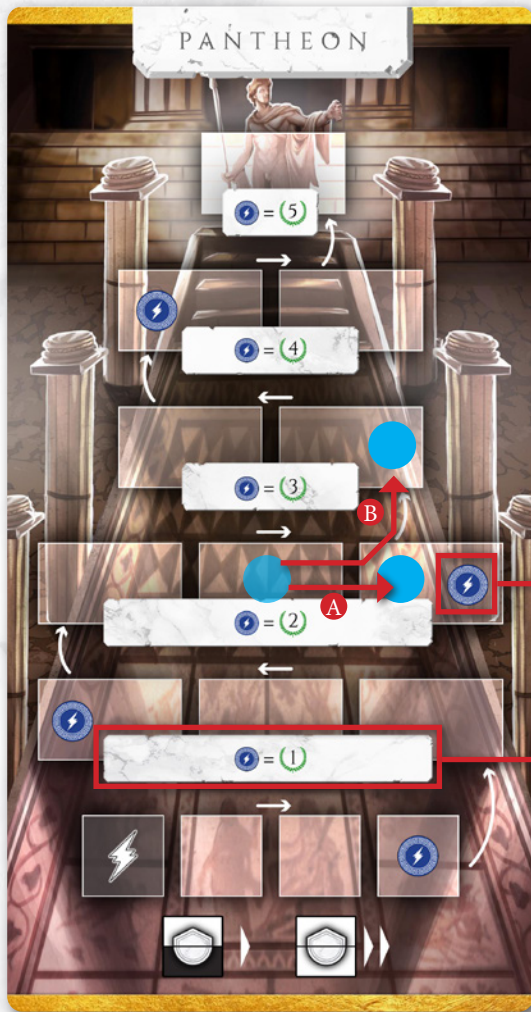 PANTHEON
= 5
= 4
= 3
B
A
= 2
= 1